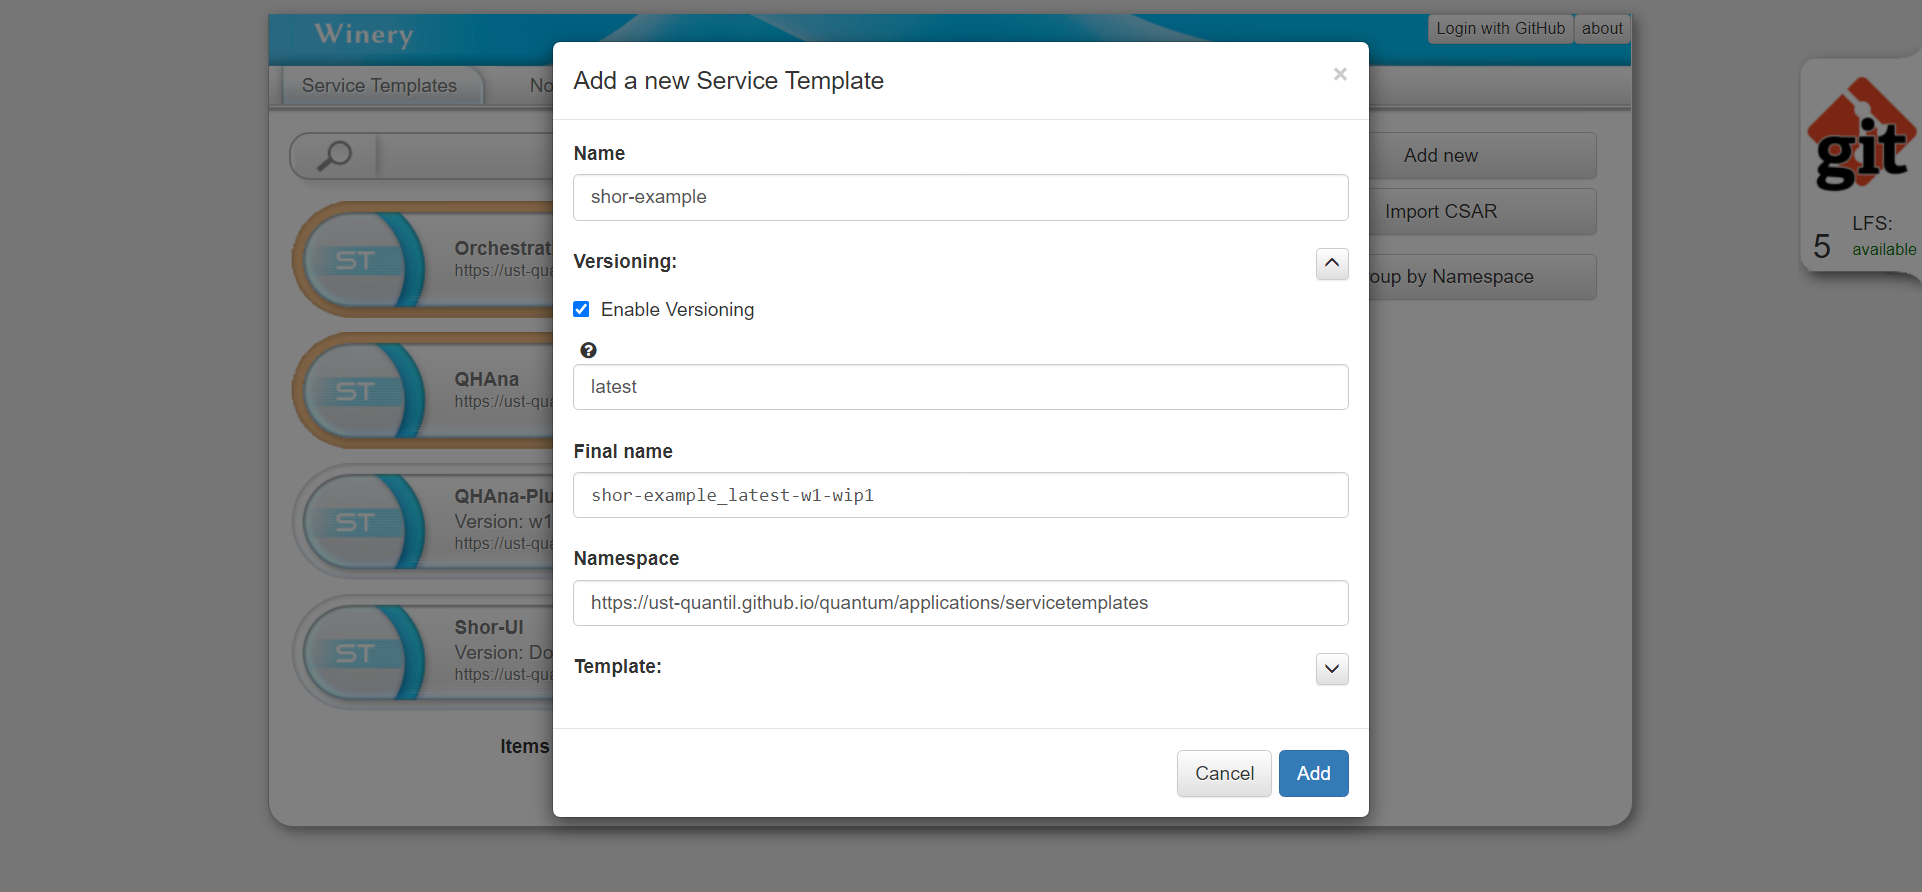 Winery
Login with GitHub
about
Service Templates
No
Add a new Service Template
×
Name
shor-example
Versioning:
Enable Versioning
?
latest
Final name
shor-example_latest-w1-wip1
Namespace
https://ust-quantil.github.io/quantum/applications/servicetemplates
Template:
Cancel
Add
ST
Orchestrat
https://ust-qua
ST
QHAna
https://ust-qua
ST
QHAna-Plu
Version: w1
https://ust-qua
ST
Shor-UI
Version: Do
https://ust-qua
Items
Add new
Import CSAR
oup by Namespace
git
LFS:
5
available